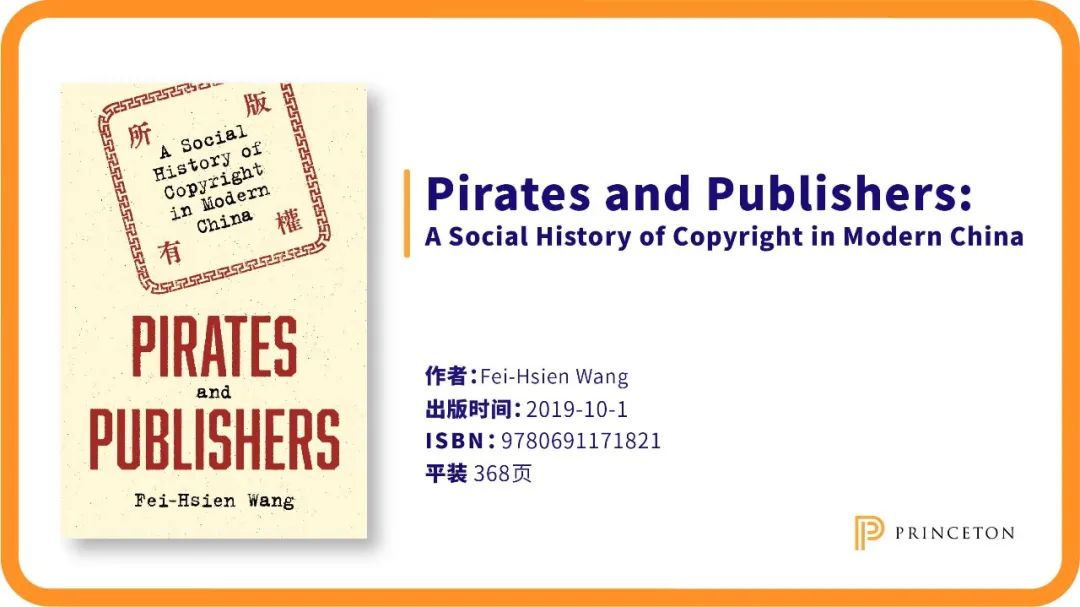 所 版
A Social
History of
Copyright
in Modern
China
有 權
PIRATES
and
PUBLISHERS
Fei-Hsien Wang
Pirates and Publishers:
A Social History of Copyright in Modern China
作者:Fei-Hsien Wang
出版时间:2019-10-1
ISBN:9780691171821
平装 368页
PRINCETON